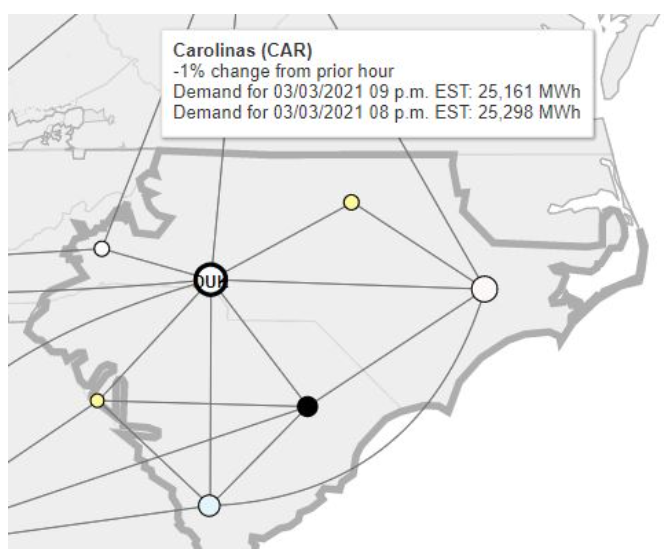 Carolinas (CAR)
-1% change from prior hour
Demand for 03/03/2021 09 p.m. EST: 25,161 MWh
Demand for 03/03/2021 08 p.m. EST: 25,298 MWh
DUK